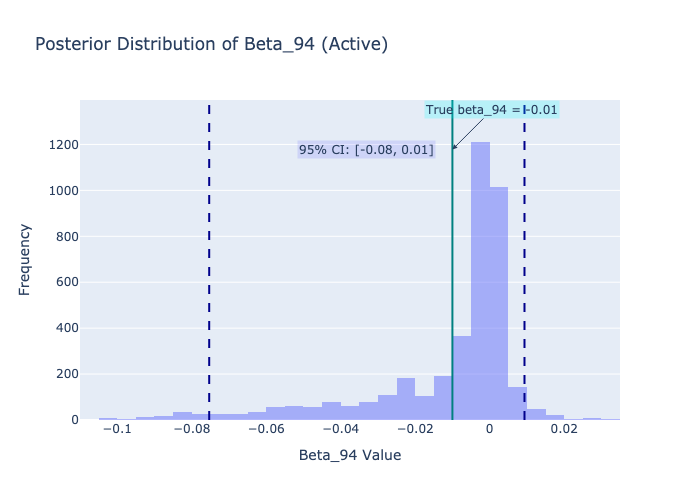 Posterior Distribution of Beta_94 (Active)
True beta_94 = -0.01
95% CI: [-0.08, 0.01]
Frequency
1200
1000
800
600
400
200
0
−0.1
−0.08
−0.06
−0.04
−0.02
0
0.02
Beta_94 Value